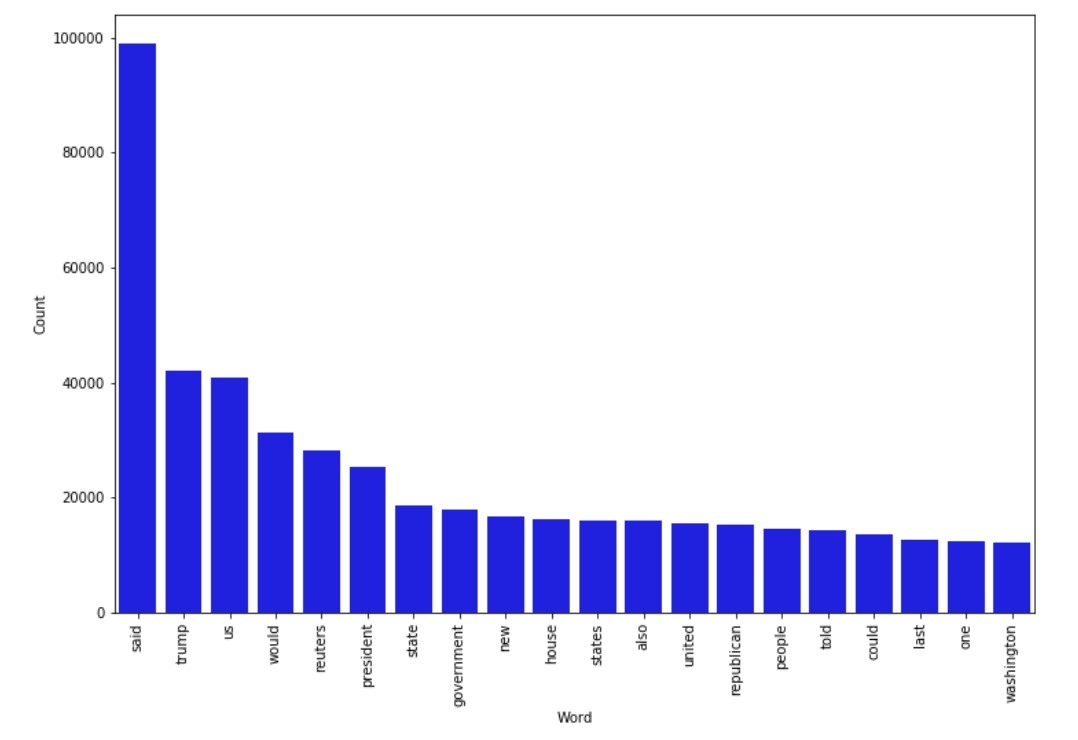 100000
80000
60000
40000
20000
0
Count
said
trump
us
would
reuters
president
state
government
new
house
states
also
united
republican
people
told
could
last
one
washington
Word